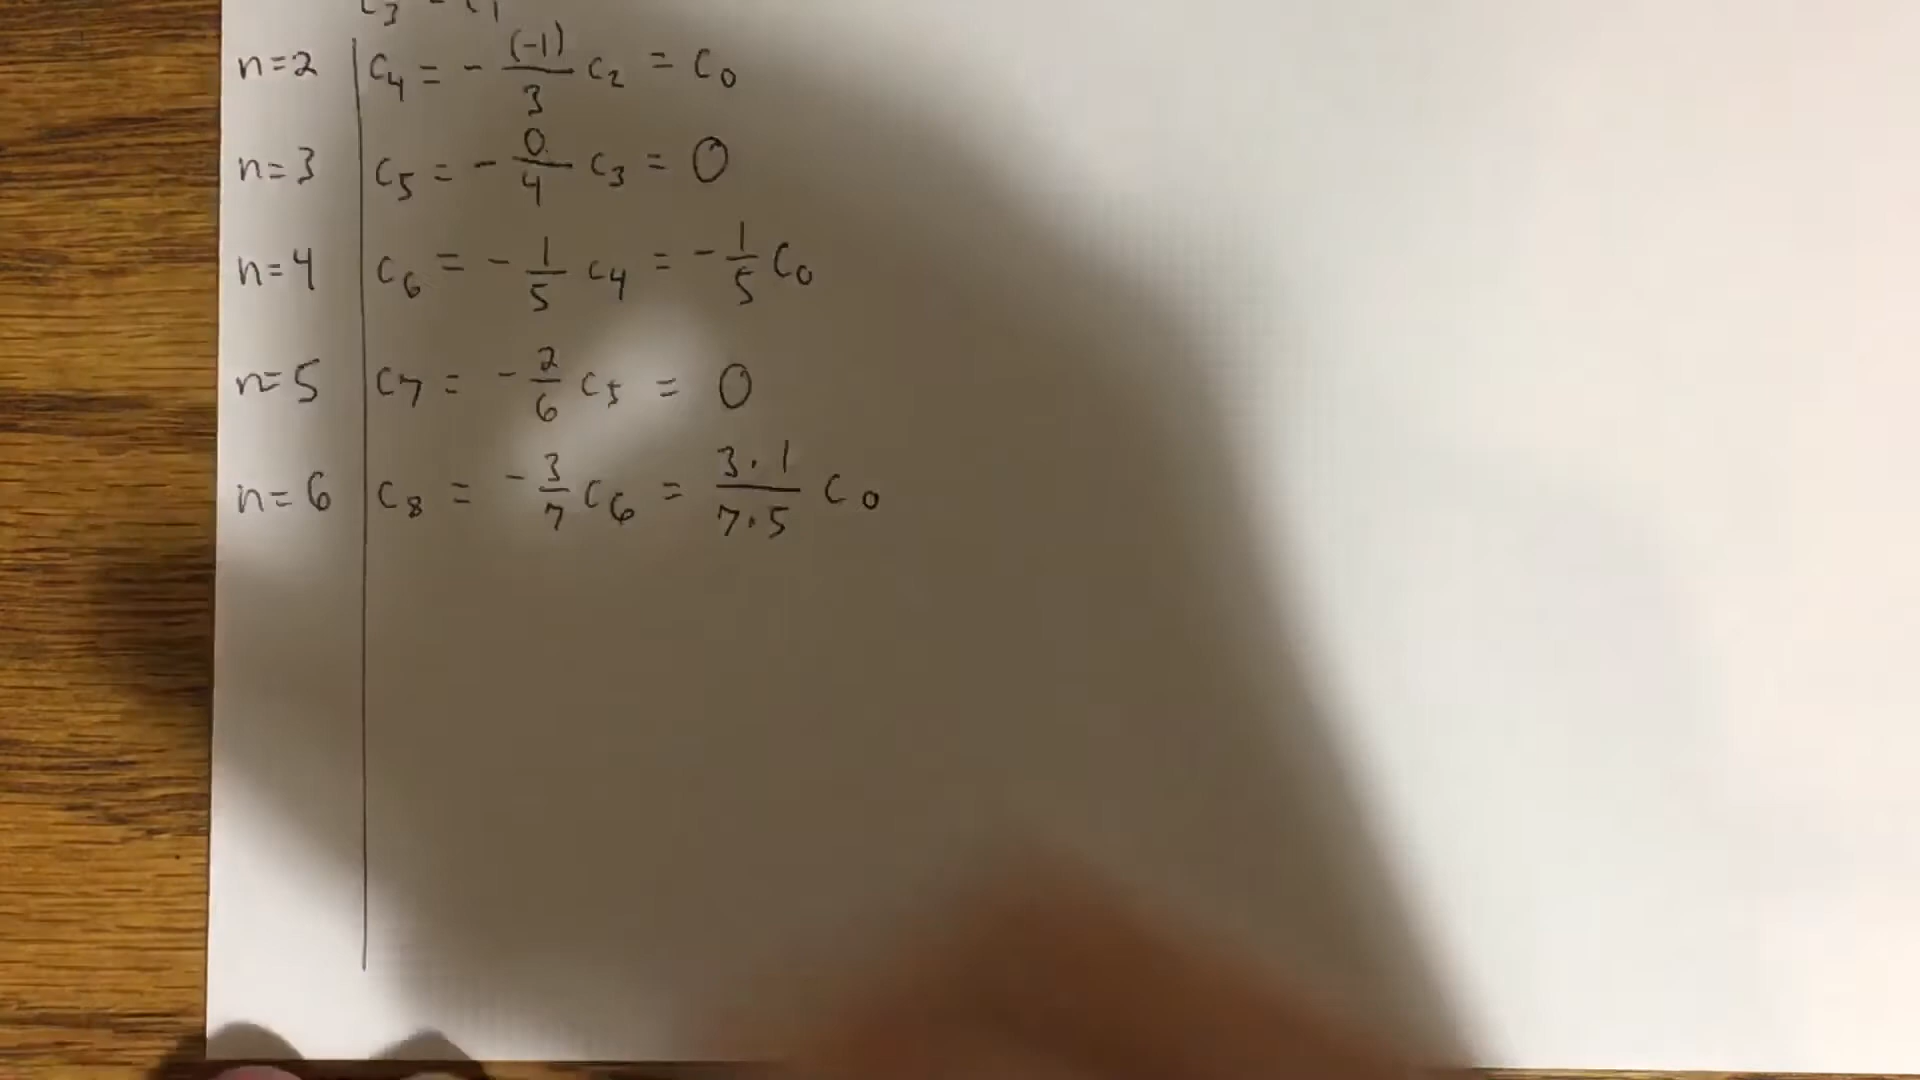 n=2 c₄ = - (-1)/3 c₂ = c₀
n=3 c₅ = - 0/4 c₃ = 0
n=4 c₆ = - 1/5 c₄ = - 1/5 c₀
n=5 c₇ = - 2/6 c₅ = 0
n=6 c₈ = - 3/7 c₆ = 3·1/7·5 c₀